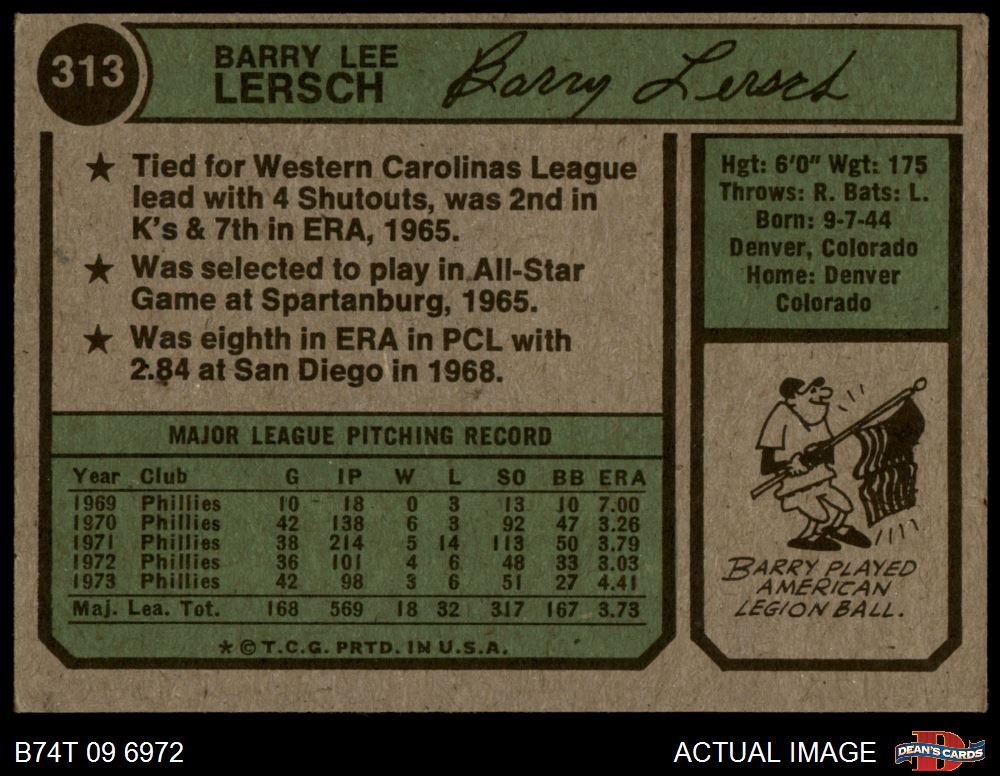 313
BARRY LEE
LERSCH
Barry Lersch
★ Tied for Western Carolinas League
lead with 4 Shutouts, was 2nd in
K's & 7th in ERA, 1965.
★ Was selected to play in All-Star
Game at Spartanburg, 1965.
★ Was eighth in ERA in PCL with
2.84 at San Diego in 1968.
Hgt: 6'0" Wgt: 175
Throws: R. Bats: L.
Born: 9-7-44
Denver, Colorado
Home: Denver
Colorado
MAJOR LEAGUE PITCHING RECORD
Year Club G IP W L SO BB ERA
1969 Phillies 10 18 0 3 13 10 7.00
1970 Phillies 42 138 6 3 92 47 3.26
1971 Phillies 38 214 5 14 113 50 3.79
1972 Phillies 36 101 4 6 48 33 3.03
1973 Phillies 42 98 3 6 51 27 4.41
Maj. Lea. Tot. 168 569 18 32 317 167 3.73
* © T.C.G. PRTD. IN U.S.A.
BARRY PLAYED
AMERICAN
LEGION BALL.
B74T 09 6972
ACTUAL IMAGE
DEAN'S CARDS